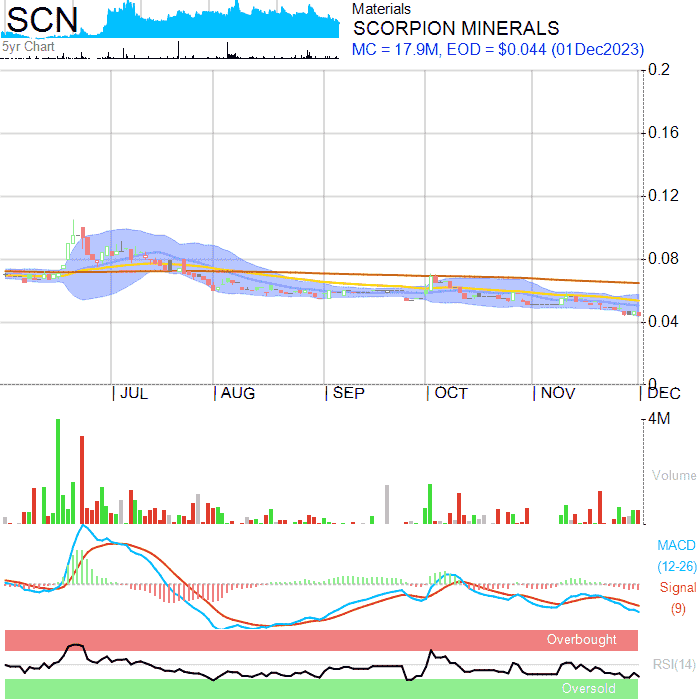 SCN
5yr Chart
Materials
SCORPION MINERALS
MC = 17.9M, EOD = $0.044 (01Dec2023)
0.2
0.16
0.12
0.08
0.04
0
JUL AUG SEP OCT NOV DEC
4M
Volume
MACD
(12-26)
Signal
(9)
Overbought
RSI(14)
Oversold